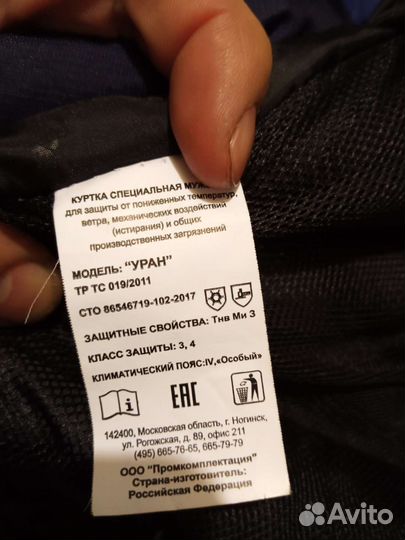 КУРТКА СПЕЦИАЛЬНАЯ
для защиты от пониженных температур,
ветра, механических воздействий
(истирания) и общих
производственных загрязнений
МОДЕЛЬ: "УРАН"
ТР ТС 019/2011
СТО 86546719-102-2017
ЗАЩИТНЫЕ СВОЙСТВА: Тнв Ми З
КЛАСС ЗАЩИТЫ: 3, 4
КЛИМАТИЧЕСКИЙ ПОЯС:IV,«Особый»
EAC
142400, Московская область, г. Ногинск,
ул. Рогожская, д. 89, офис 211
(495) 665-76-65, 665-79-79
ООО "Промкомплектация"
Страна-изготовитель:
Российская Федерация
Avito